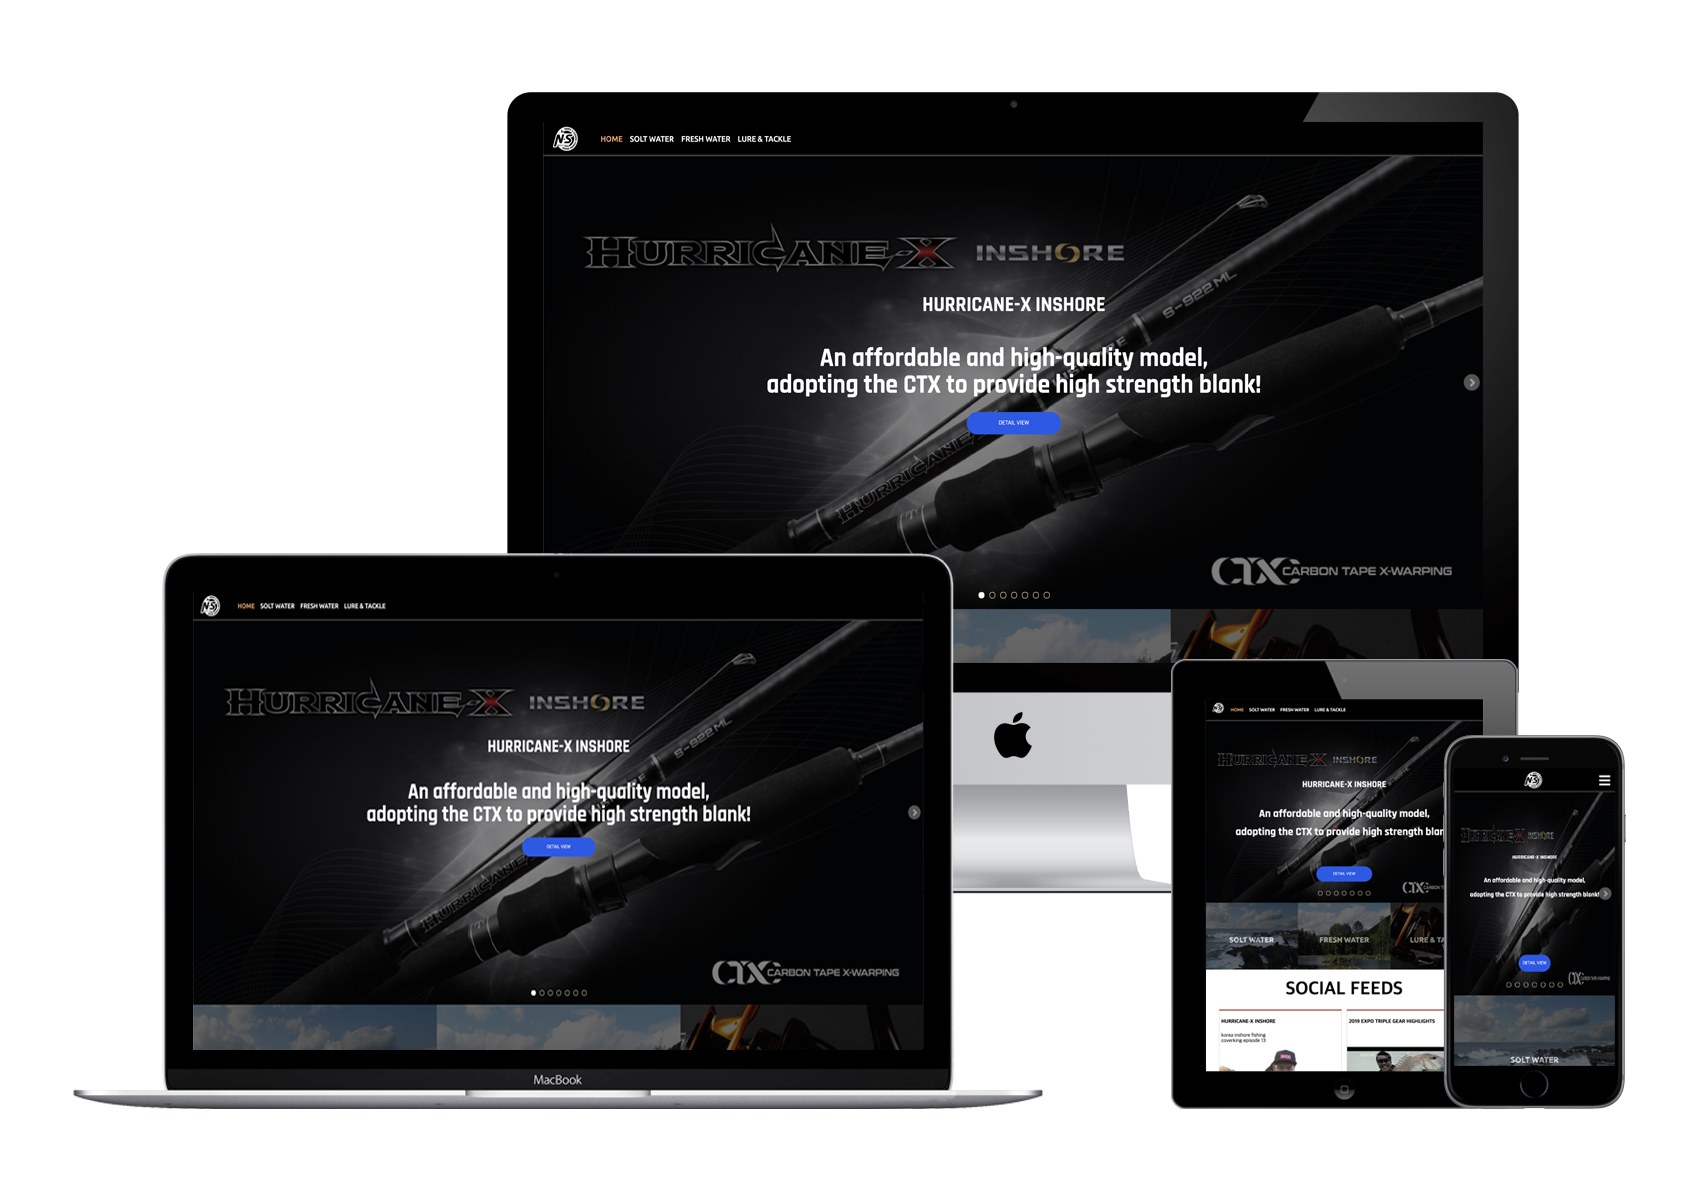 NS
HOME SOLT WATER FRESH WATER LURE & TACKLE
HURRICANE-X INSHORE
S-922 ML
HURRICANE-X INSHORE
An affordable and high-quality model,
adopting the CTX to provide high strength blank!
DETAIL VIEW
HURRICANE
CTX CARBON TAPE X-WARPING
NS
HOME SOLT WATER FRESH WATER LURE & TACKLE
HURRICANE-X INSHORE
S-922 ML
HURRICANE-X INSHORE
An affordable and high-quality model,
adopting the CTX to provide high strength blank!
DETAIL VIEW
HURRICANE
CTX CARBON TAPE X-WARPING
MacBook
NS
HOME SOLT WATER FRESH WATER LURE & TACKLE
HURRICANE-X INSHORE
HURRICANE-X INSHORE
An affordable and high-quality model,
adopting the CTX to provide high strength blan
DETAIL VIEW
CTX CARBON
SOLT WATER FRESH WATER LURE & TA
SOCIAL FEEDS
HURRICANE-X INSHORE
korea inshore fishing
coverking episode 13
2019 EXPO TRIPLE GEAR HIGHLIGHTS
NS
HURRICANE-X INSHORE
HURRICANE-X INSHORE
An affordable and high-quality model,
adopting the CTX to provide high strength blank!
DETAIL VIEW
CTX CARBON TAPE X-WARPING
SOLT WATER